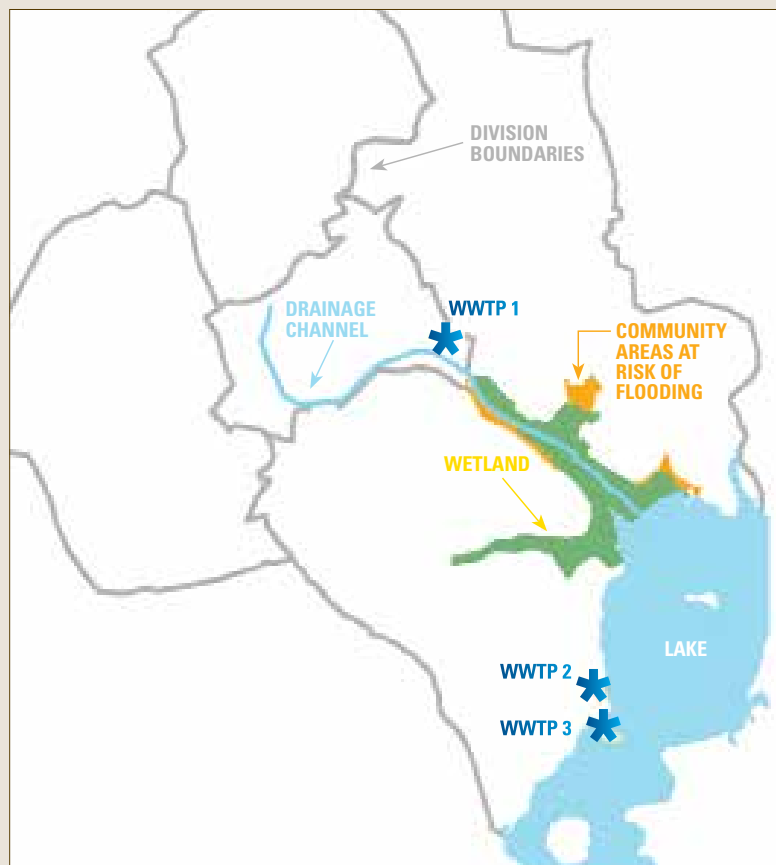 DIVISION
BOUNDARIES
DRAINAGE
CHANNEL
WWTP 1
COMMUNITY
AREAS AT
RISK OF
FLOODING
WETLAND
LAKE
WWTP 2
WWTP 3